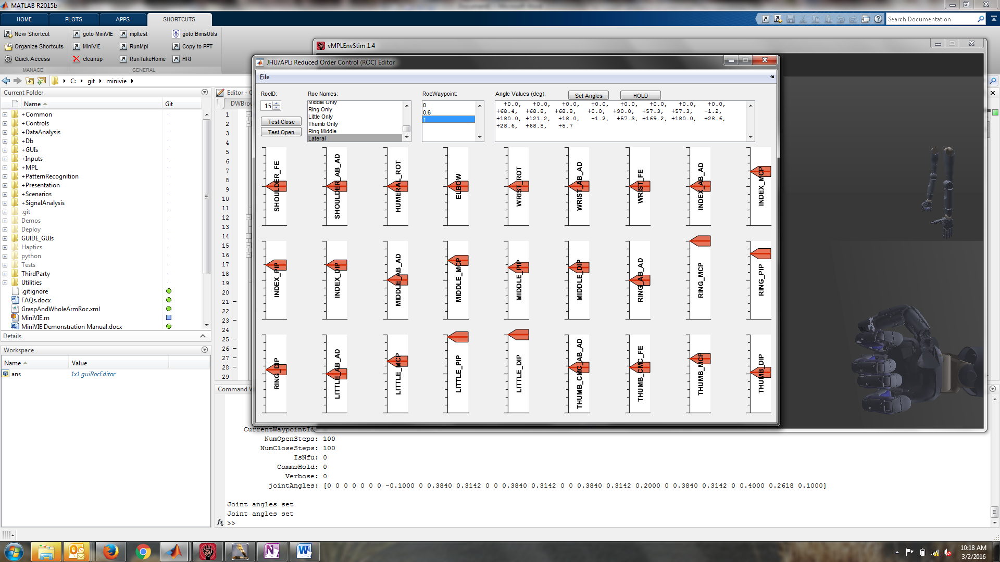 MATLAB R2015b
HOME PLOTS APPS SHORTCUTS
Search Documentation
New Shortcut
Organize Shortcuts
Quick Access
MANAGE
goto MiniVIE mpltest goto BimsUtils
MiniVIE RunMpl Copy to PPT
cleanup RunTakeHome HRI
GENERAL
C: git minivie
Current Folder
Name Git
+Common
+Controls
+DataAnalysis
+Db
+GUIs
+Inputs
+MPL
+PatternRecognition
+Presentation
+Scenarios
+SignalAnalysis
.git
Demos
Deploy
GUIDE_GUIs
Haptics
python
Tests
ThirdParty
Utilities
.gitignore
FAQs.docx
GraspAndWholeArmRoc.xml
MiniVIE.m
MiniVIE Demonstration Manual.docx
Details
Workspace
Name Value
ans 1x1 guiRocEditor
Editor - C
DWBrow
1
2
3
4
5
6
7
8
9
10
11
12
13
14
15
16
17
18
19
20
21
22
23
24
25
26
27
28
29
vMPLEnvStim 1.4
JHU/APL: Reduced Order Control (ROC) Editor
File
RocID:
15
Test Close
Test Open
Roc Names:
Middle Only
Ring Only
Little Only
Thumb Only
Ring Middle
Lateral
RocWaypoint:
0
0.6
1
Angle Values (deg):
Set Angles
HOLD
+0.0, +0.0, +0.0, +0.0, +0.0, +0.0, +0.0, +0.0,
+68.4, +68.8, +68.8, +0.0, +90.0, +57.3, +57.3, -1.2,
+180.0, +121.2, +18.0, -1.2, +57.3, +169.2, +180.0, +28.6,
+28.6, +68.8, +5.7
SHOULDER_FE
SHOULDER_AB_AD
HUMERAL_ROT
ELBOW
WRIST_ROT
WRIST_AB_AD
WRIST_FE
INDEX_AB_AD
INDEX_MCP
INDEX_PIP
INDEX_DIP
MIDDLE_AB_AD
MIDDLE_MCP
MIDDLE_PIP
MIDDLE_DIP
RING_AB_AD
RING_MCP
RING_PIP
RING_DIP
LITTLE_AB_AD
LITTLE_MCP
LITTLE_PIP
LITTLE_DIP
THUMB_CMC_AB_AD
THUMB_CMC_FE
THUMB_MCP
THUMB_DIP
Command W
CurrentWaypointId
NumOpenSteps: 100
NumCloseSteps: 100
IsNfu: 0
CommsHold: 0
Verbose: 0
jointAngles: [0 0 0 0 0 0 0 -0.1000 0 0.3840 0.3142 0 0 0.3840 0.3142 0 0 0.3840 0.3142 0.2000 0 0.3840 0.3142 0 0.4000 0.2618 0.1000]
Joint angles set
Joint angles set
fx >>
10:18 AM
3/2/2016